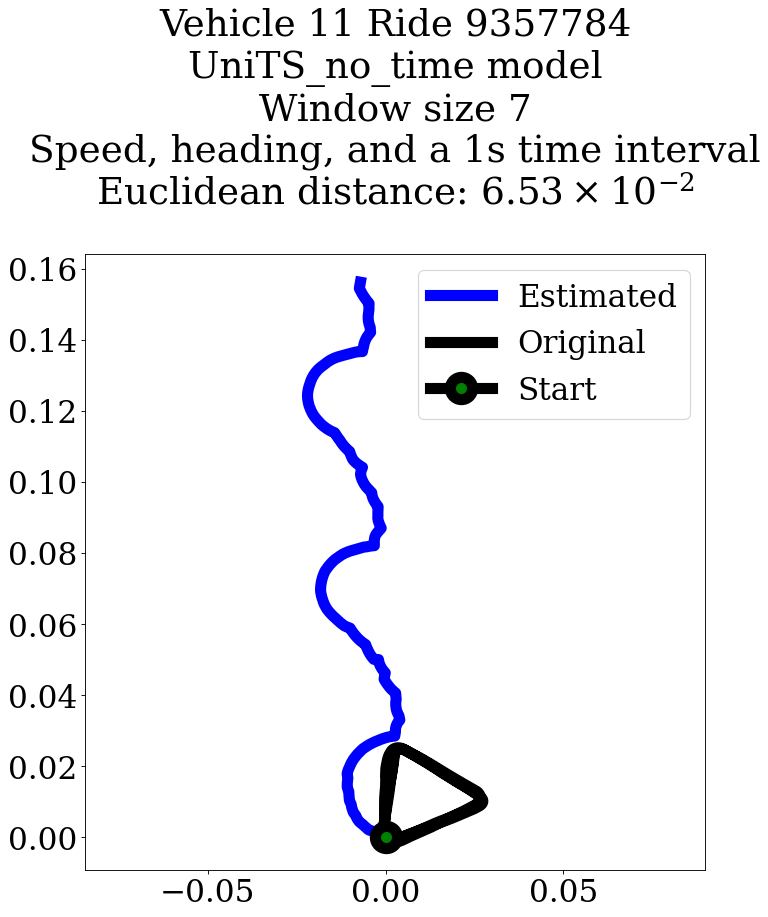 Vehicle 11 Ride 9357784
UniTS_no_time model
Window size 7
Speed, heading, and a 1s time interval
Euclidean distance: 6.53 × 10⁻²
0.16
0.14
0.12
0.10
0.08
0.06
0.04
0.02
0.00
−0.05
0.00
0.05
Estimated
Original
Start